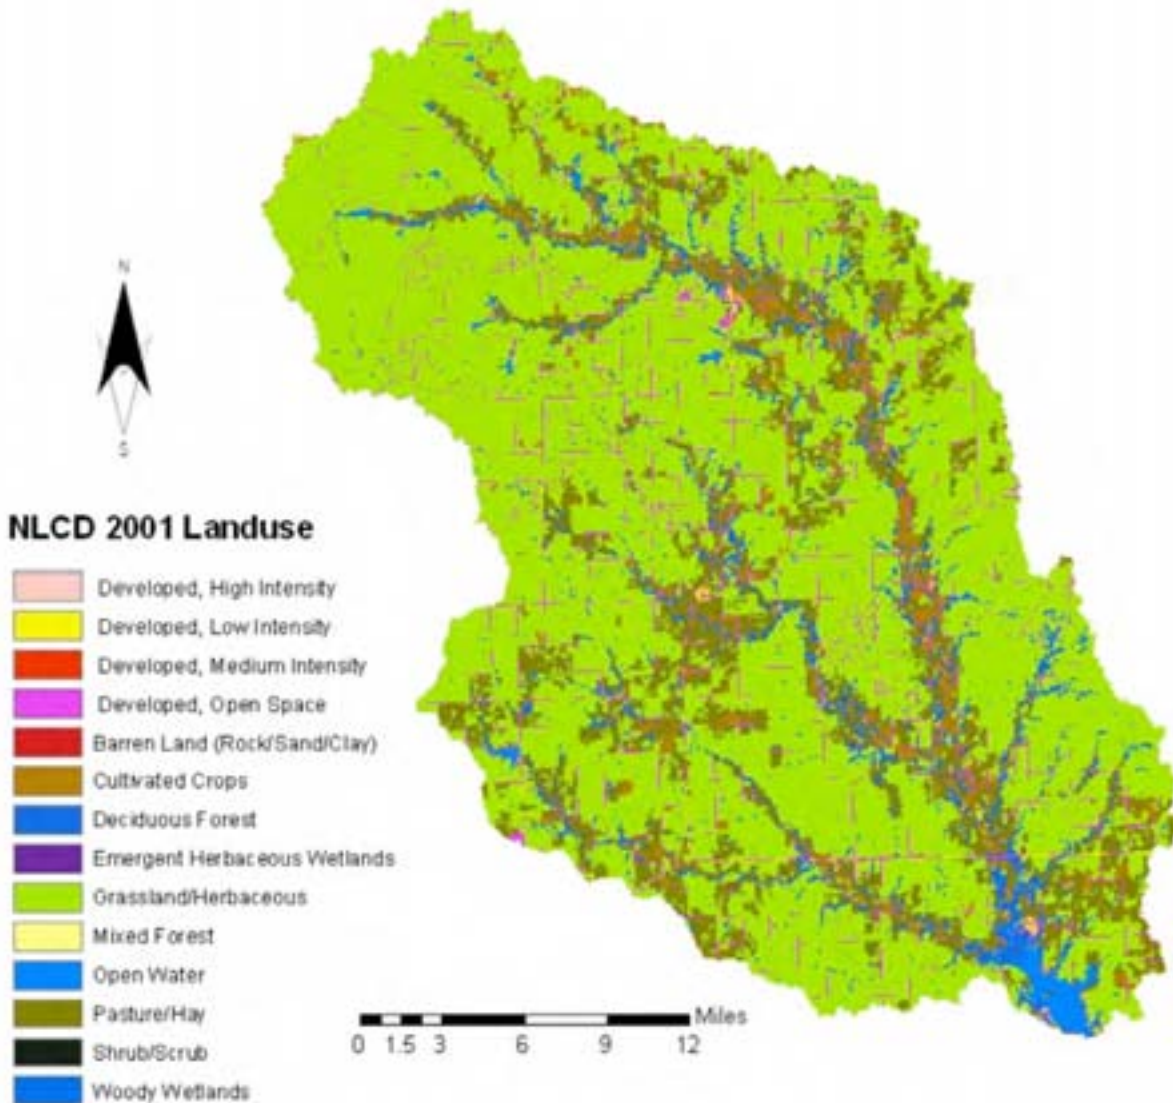 N
S
NLCD 2001 Landuse
Developed, High Intensity
Developed, Low Intensity
Developed, Medium Intensity
Developed, Open Space
Barren Land (Rock/Sand/Clay)
Cultivated Crops
Deciduous Forest
Emergent Herbaceous Wetlands
Grassland/Herbaceous
Mixed Forest
Open Water
Pasture/Hay
Shrub/Scrub
Woody Wetlands
Miles
0 1.5 3 6 9 12